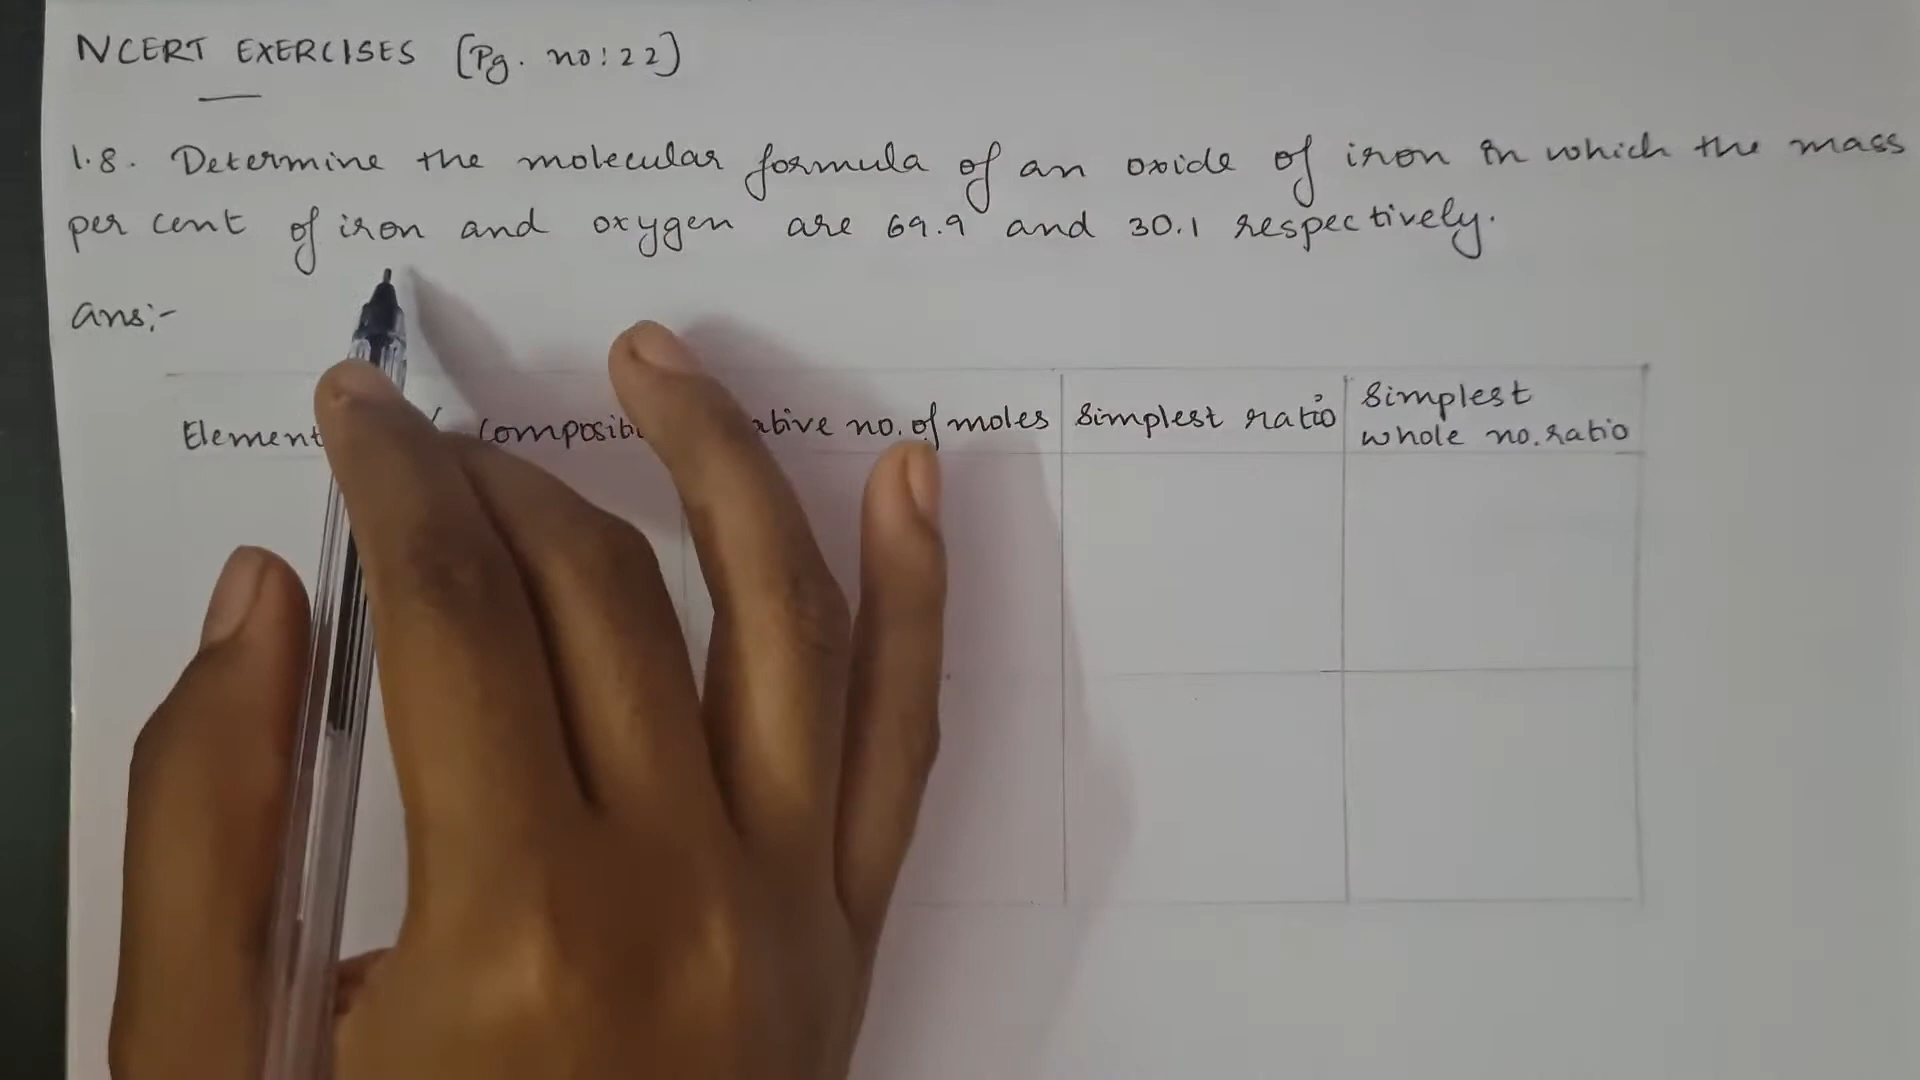 NCERT EXERCISES [Pg. no:22]
1.8. Determine the molecular formula of an oxide of iron in which the mass
per cent of iron and oxygen are 69.9 and 30.1 respectively.
ans:-
Element simplest ratio simplest
no. of moles whole no. ratio